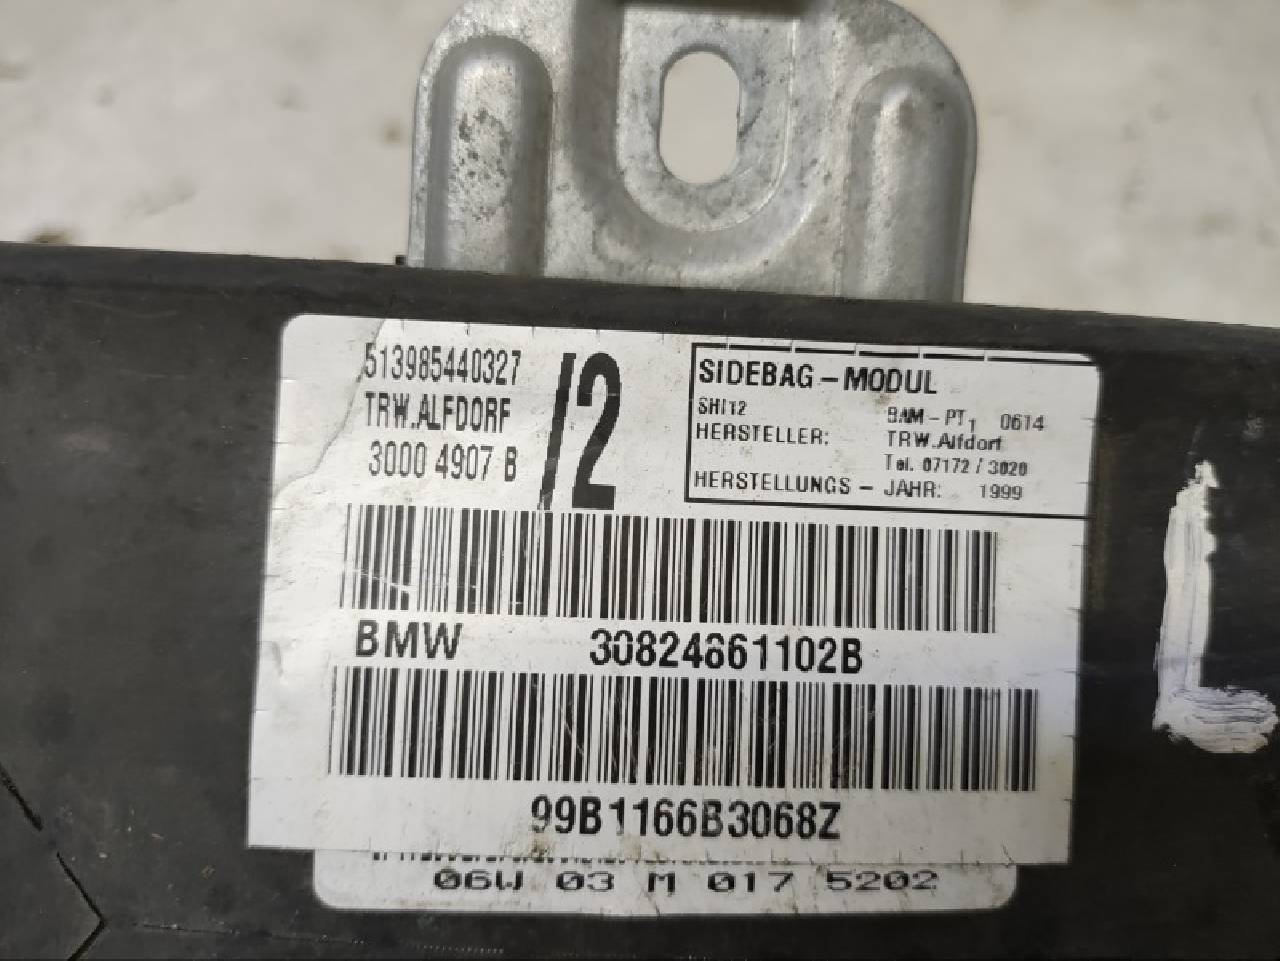 513985440327
TRW.ALFDORF
3000 4907 B
/2
SIDEBAG – MODUL
SHI12 BAM – PT1 0614
HERSTELLER: TRW.Alfdorf
Tel. 07172 / 3020
HERSTELLUNGS – JAHR: 1999
BMW 30824661102B
99B1166B3068Z
06W 03 M 017 5202
L